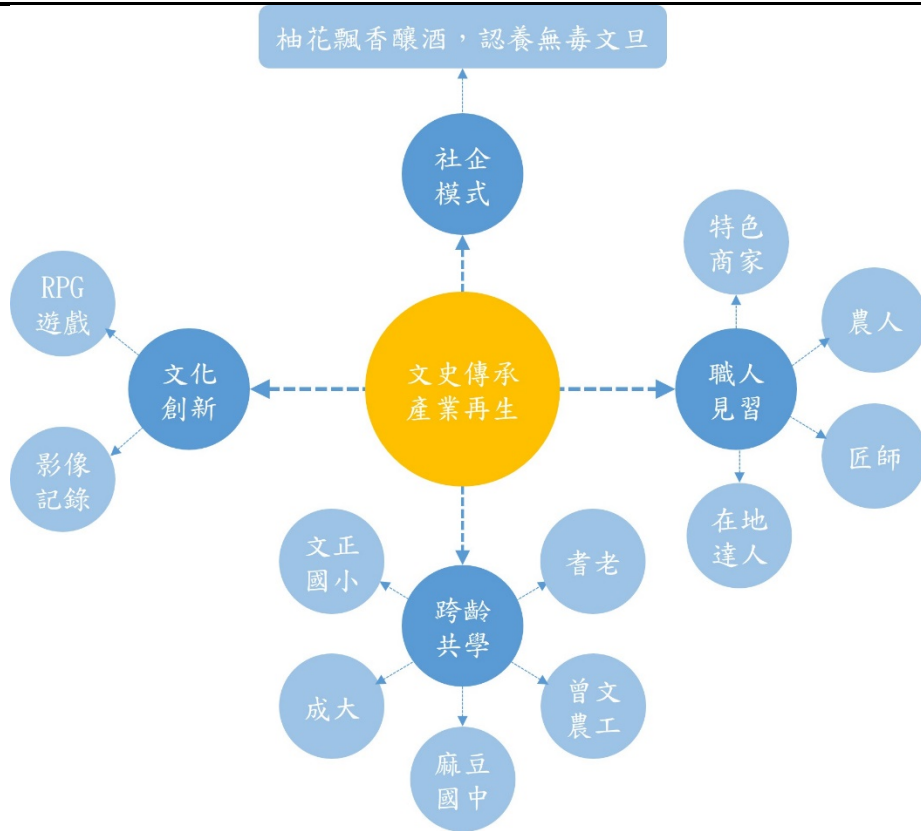 柚花飄香釀酒，認養無毒文旦
社企
模式
特色
商家
RPG
遊戲
農人
文化
創新
文史傳承
產業再生
職人
見習
影像
記錄
匠師
在地
達人
文正
國小
耆老
跨齡
共學
成大
曾文
農工
麻豆
國中